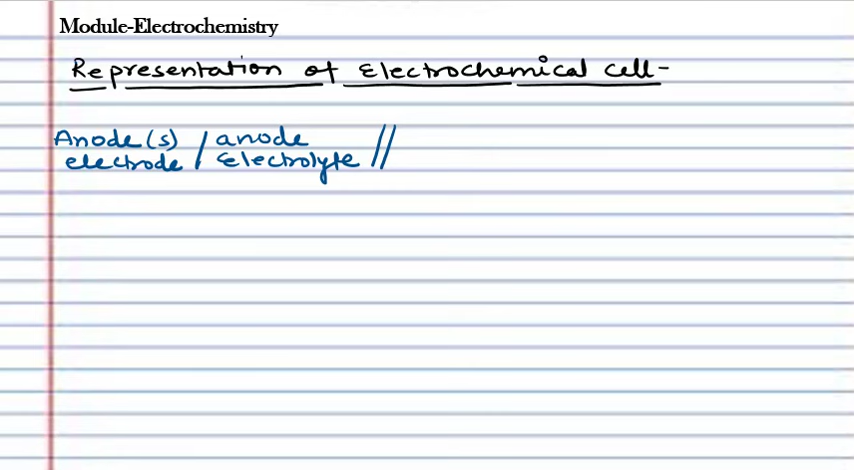 Module-Electrochemistry
Representation of Electrochemical cell-
Anode(s) / anode //
electrode / Electrolyte //